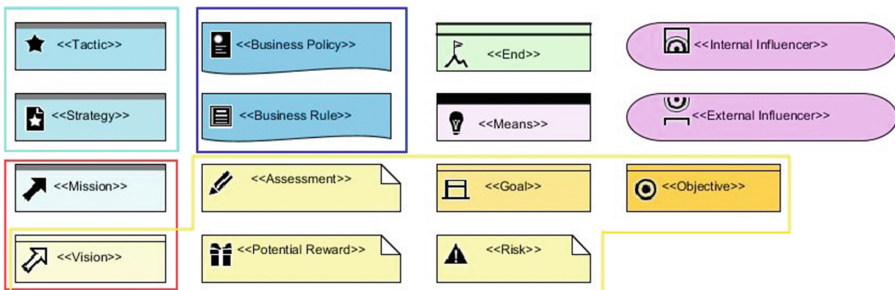 <<Tactic>>
<<Business Policy>>
<<End>>
<<Internal Influencer>>
<<Strategy>>
<<Business Rule>>
<<Means>>
<<External Influencer>>
<<Mission>>
<<Assessment>>
<<Goal>>
<<Objective>>
<<Vision>>
<<Potential Reward>>
<<Risk>>